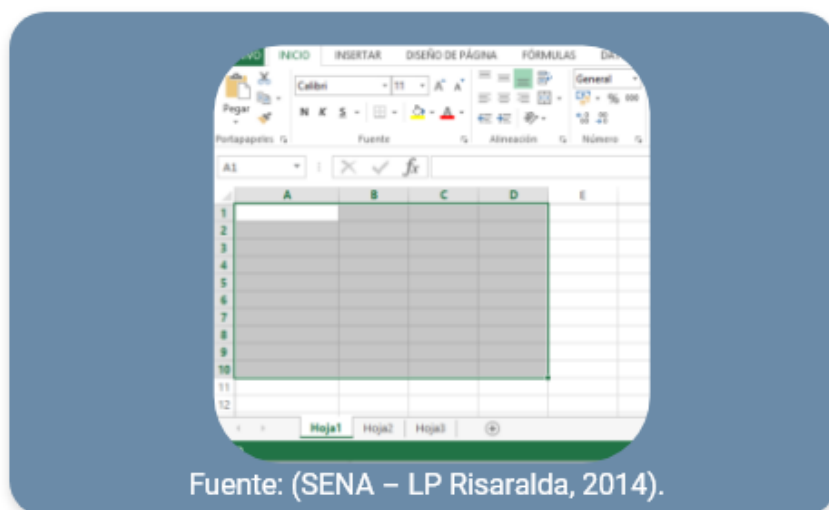 INICIO INSERTAR DISEÑO DE PÁGINA FÓRMULAS
Calibri 11 A A General
Pegar N K S A % 000
Portapapeles Fuente Alineación Número
A1 fx
A B C D E
1
2
3
4
5
6
7
8
9
10
11
12
Hoja1 Hoja2 Hoja3
Fuente: (SENA – LP Risaralda, 2014).